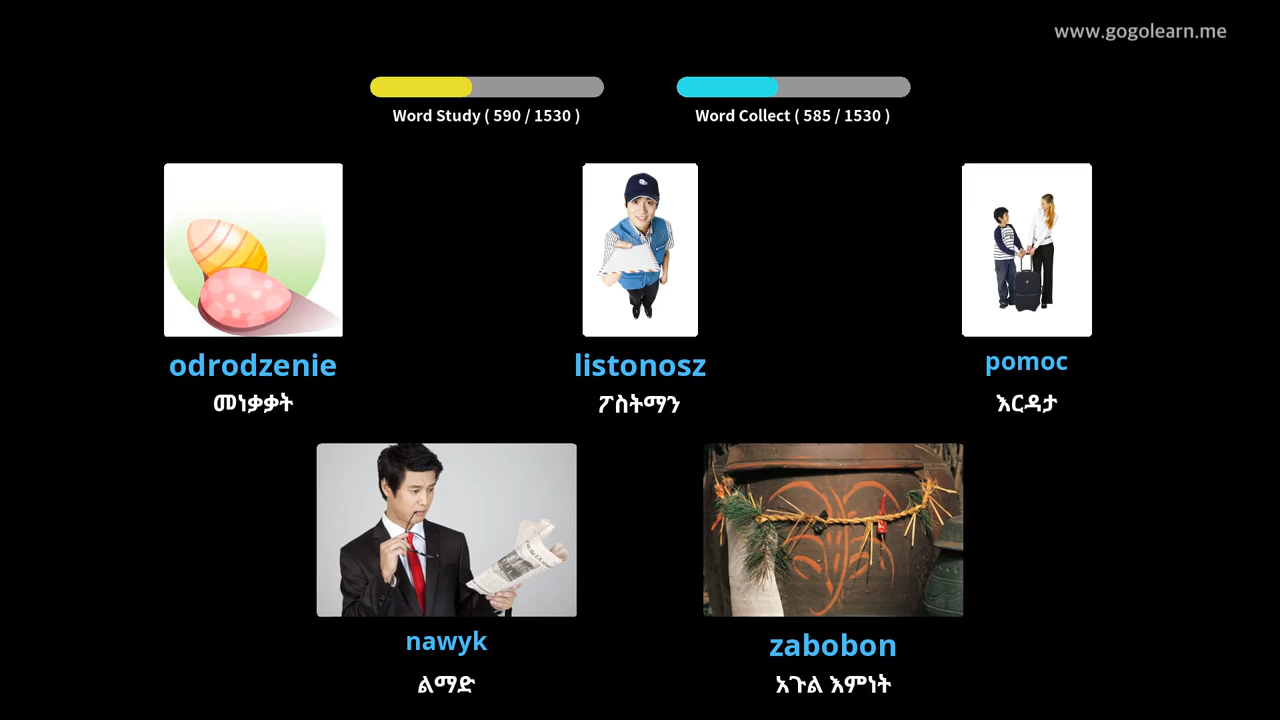 www.gogolearn.me
Word Study ( 590 / 1530 )
Word Collect ( 585 / 1530 )
odrodzenie
መነቃቃት
listonosz
ፖስትማን
pomoc
እርዳታ
nawyk
ልማድ
zabobon
አጉል እምነት